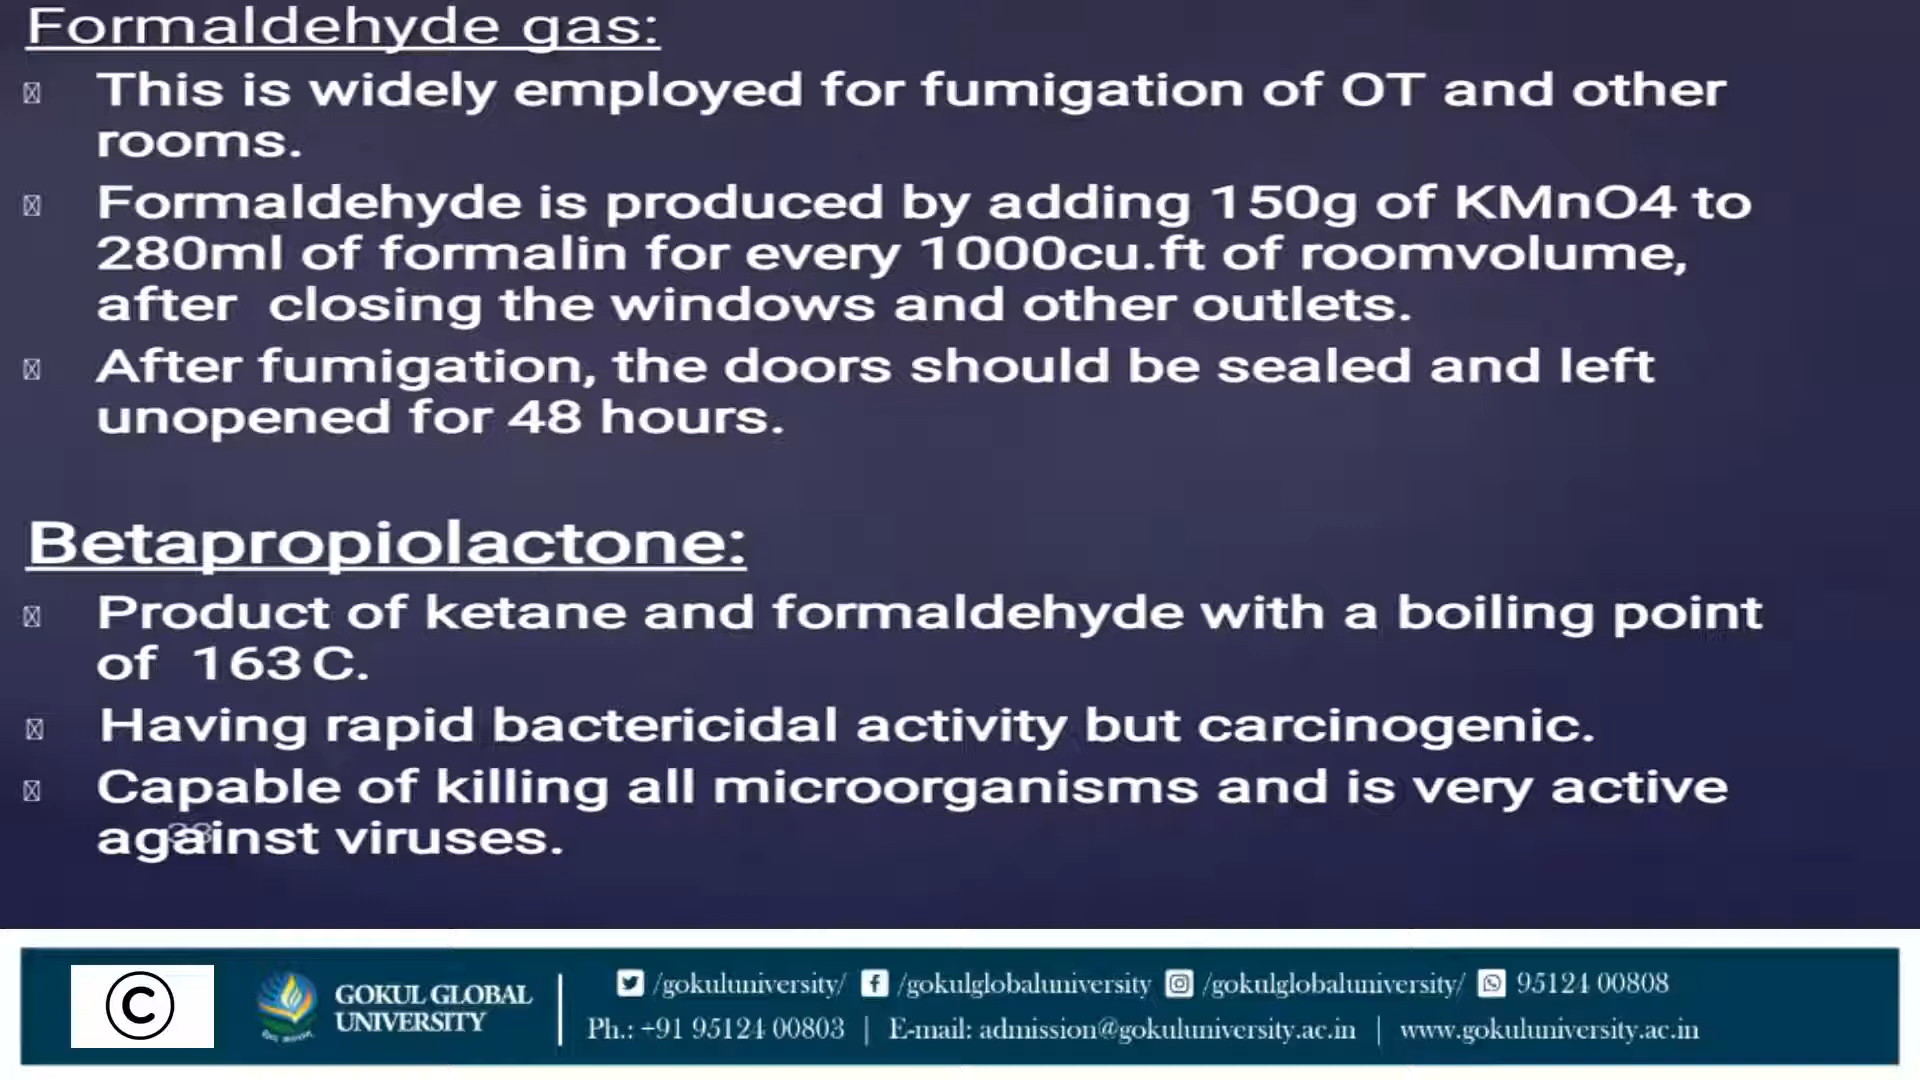 Formaldehyde gas:
This is widely employed for fumigation of OT and other
rooms.
Formaldehyde is produced by adding 150g of KMnO4 to
280ml of formalin for every 1000cu.ft of roomvolume,
after closing the windows and other outlets.
After fumigation, the doors should be sealed and left
unopened for 48 hours.
Betapropiolactone:
Product of ketane and formaldehyde with a boiling point
of 163 C.
Having rapid bactericidal activity but carcinogenic.
Capable of killing all microorganisms and is very active
against viruses.
©
GOKUL GLOBAL
UNIVERSITY
/gokuluniversity/ /gokulglobaluniversity /gokulglobaluniversity/ 95124 00808
Ph.: +91 95124 00803 | E-mail: admission@gokuluniversity.ac.in | www.gokuluniversity.ac.in